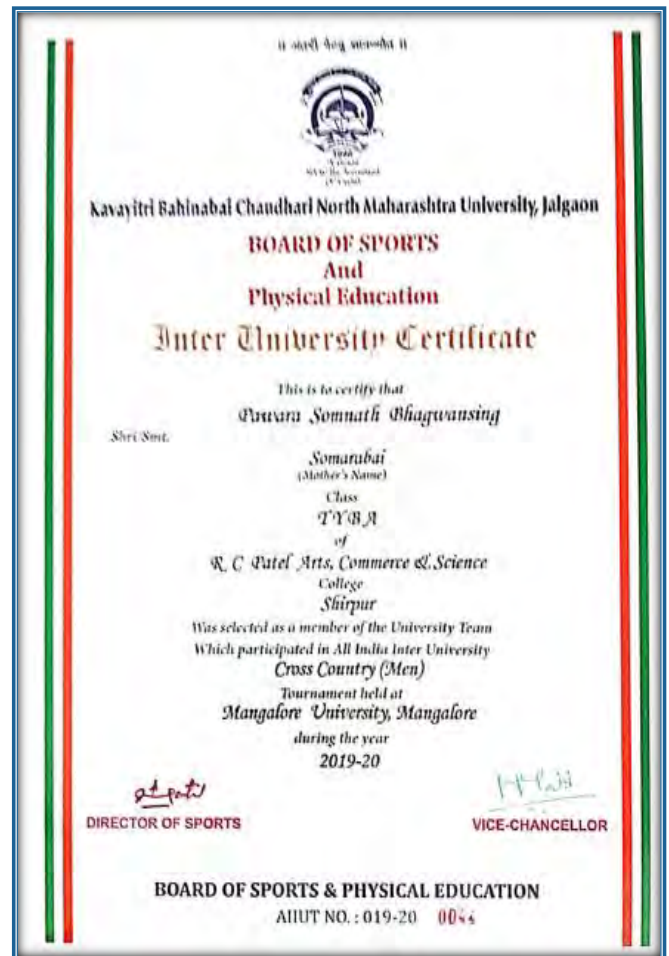 Kavayitri Bahinabai Chaudhari North Maharashtra University, Jalgaon
BOARD OF SPORTS
And
Physical Education
Inter University Certificate
This is to certify that
Pawara Somnath Bhagwansing
Shri Smt.
Somarabai
(Mother's Name)
Class
TYBA
of
R. C Patel Arts, Commerce & Science
College
Shirpur
Was selected as a member of the University Team
Which participated in All India Inter University
Cross Country (Men)
Tournament held at
Mangalore University, Mangalore
during the year
2019-20
DIRECTOR OF SPORTS
VICE-CHANCELLOR
BOARD OF SPORTS & PHYSICAL EDUCATION
AIIUT NO. : 019-20 0044